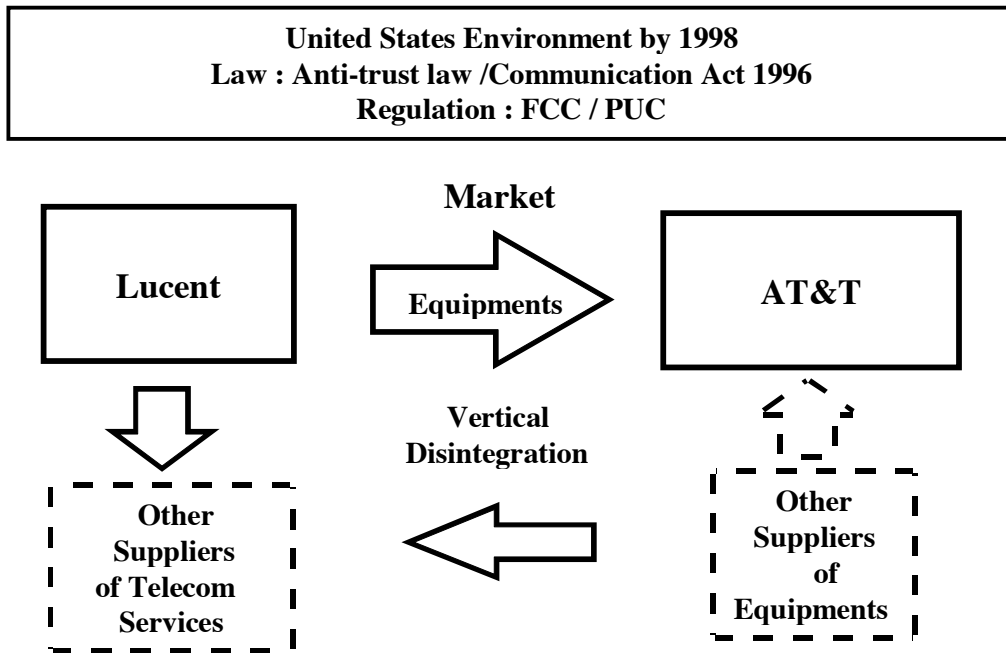 United States Environment by 1998
Law : Anti-trust law /Communication Act 1996
Regulation : FCC / PUC
Market
Lucent
Equipments
AT&T
Vertical
Disintegration
Other
Suppliers
of Telecom
Services
Other
Suppliers
of
Equipments